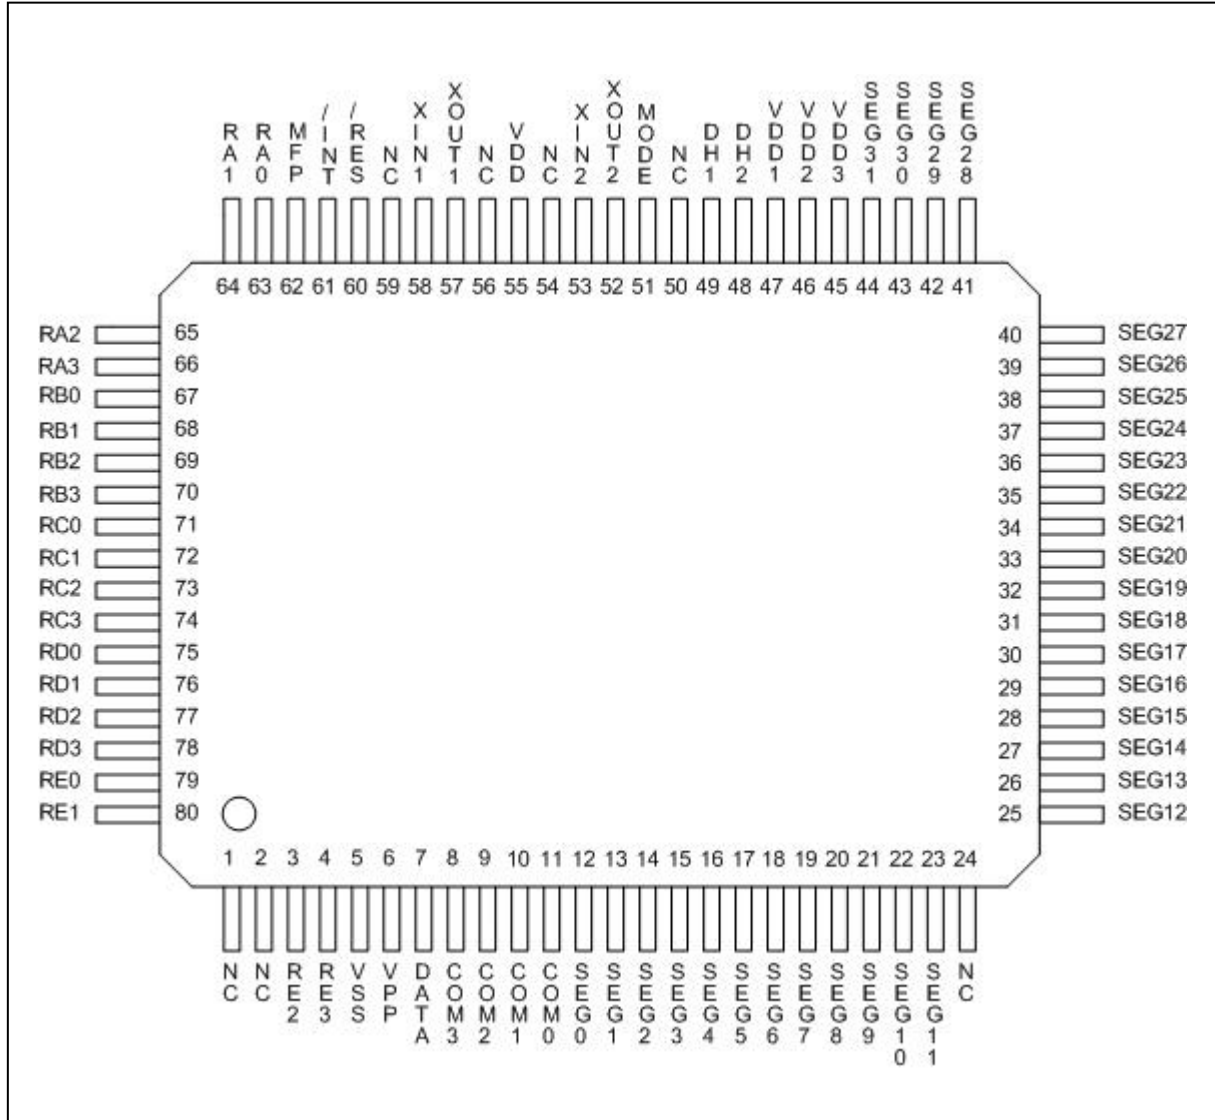 RA1 RA0 MFP /INT /RES NC XIN1 XOUT1 NC VDD NC XIN2 XOUT2 MODE NC DH1 DH2 VDD1 VDD2 VDD3 SEG31 SEG30 SEG29 SEG28
64 63 62 61 60 59 58 57 56 55 54 53 52 51 50 49 48 47 46 45 44 43 42 41
RA2 65 40 SEG27
RA3 66 39 SEG26
RB0 67 38 SEG25
RB1 68 37 SEG24
RB2 69 36 SEG23
RB3 70 35 SEG22
RC0 71 34 SEG21
RC1 72 33 SEG20
RC2 73 32 SEG19
RC3 74 31 SEG18
RD0 75 30 SEG17
RD1 76 29 SEG16
RD2 77 28 SEG15
RD3 78 27 SEG14
RE0 79 26 SEG13
RE1 80 25 SEG12
1 2 3 4 5 6 7 8 9 10 11 12 13 14 15 16 17 18 19 20 21 22 23 24
NC NC RE2 RE3 VSS VPP DATA COM3 COM2 COM1 COM0 SEG0 SEG1 SEG2 SEG3 SEG4 SEG5 SEG6 SEG7 SEG8 SEG9 SEG10 SEG11 NC